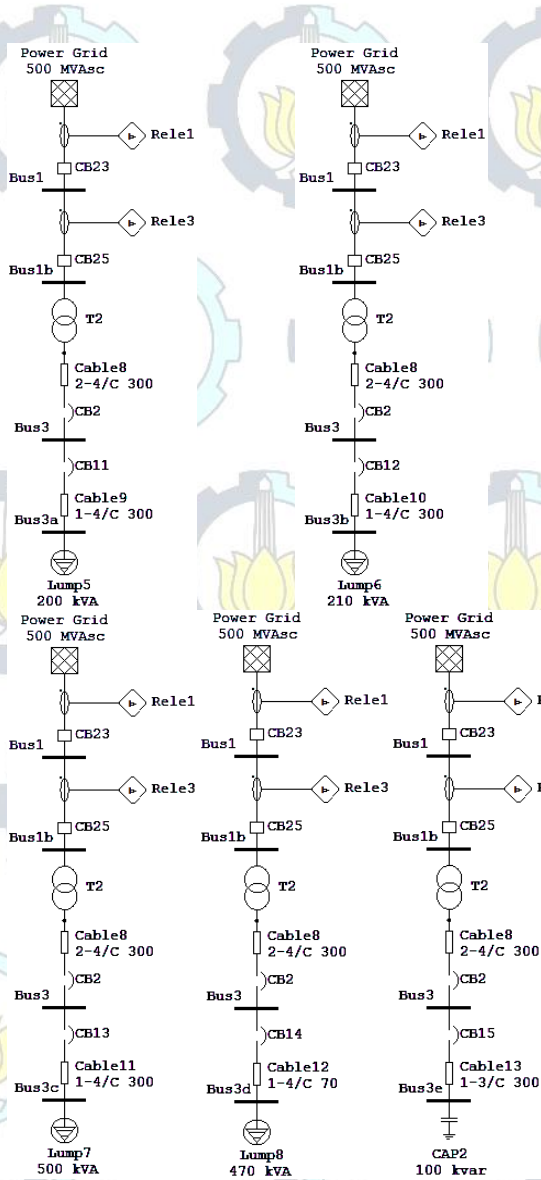 Power Grid
500 MVAsc
Rele1
CB23
Bus1
Rele3
CB25
Bus1b
T2
Cable8
2-4/C 300
CB2
Bus3
CB11
Cable9
1-4/C 300
Bus3a
Lump5
200 kVA
Power Grid
500 MVAsc
Rele1
CB23
Bus1
Rele3
CB25
Bus1b
T2
Cable8
2-4/C 300
CB2
Bus3
CB12
Cable10
1-4/C 300
Bus3b
Lump6
210 kVA
Power Grid
500 MVAsc
Rele1
CB23
Bus1
Rele3
CB25
Bus1b
T2
Cable8
2-4/C 300
CB2
Bus3
CB13
Cable11
1-4/C 300
Bus3c
Lump7
500 kVA
Power Grid
500 MVAsc
Rele1
CB23
Bus1
Rele3
CB25
Bus1b
T2
Cable8
2-4/C 300
CB2
Bus3
CB14
Cable12
1-4/C 70
Bus3d
Lump8
470 kVA
Power Grid
500 MVAsc
CB23
Bus1
CB25
Bus1b
T2
Cable8
2-4/C 300
CB2
Bus3
CB15
Cable13
1-3/C 300
Bus3e
CAP2
100 kvar